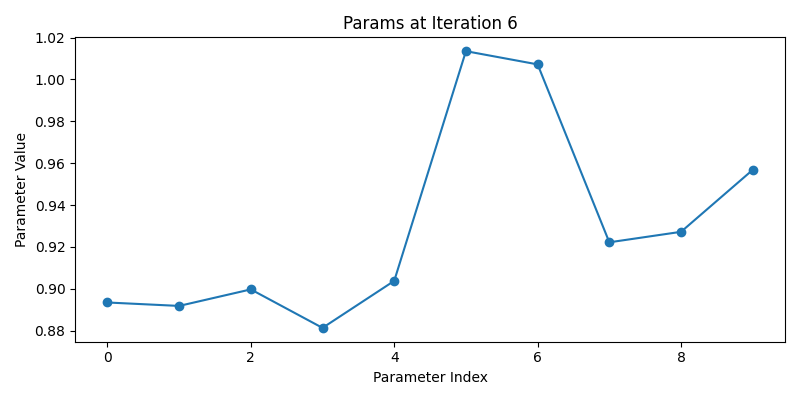 Params at Iteration 6
Parameter Value
1.02
1.00
0.98
0.96
0.94
0.92
0.90
0.88
0 2 4 6 8
Parameter Index